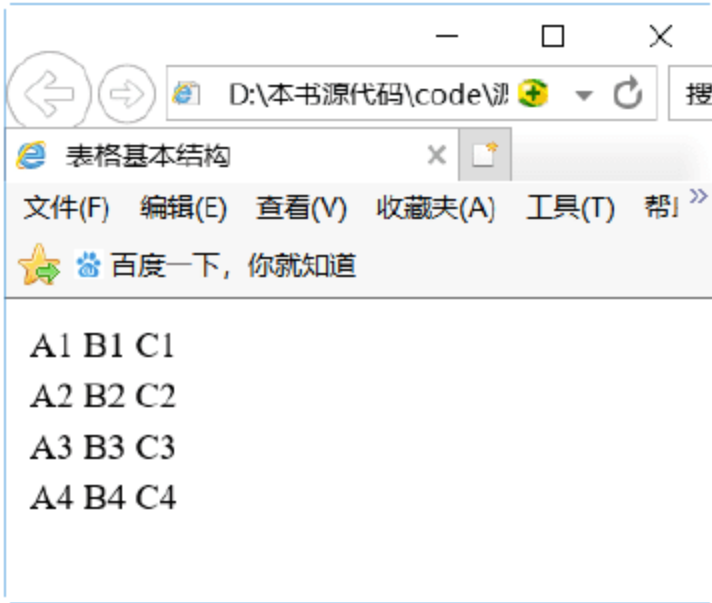 D:\本书源代码\code\
搜
表格基本结构
文件(F) 编辑(E) 查看(V) 收藏夹(A) 工具(T)
百度一下，你就知道
A1 B1 C1
A2 B2 C2
A3 B3 C3
A4 B4 C4